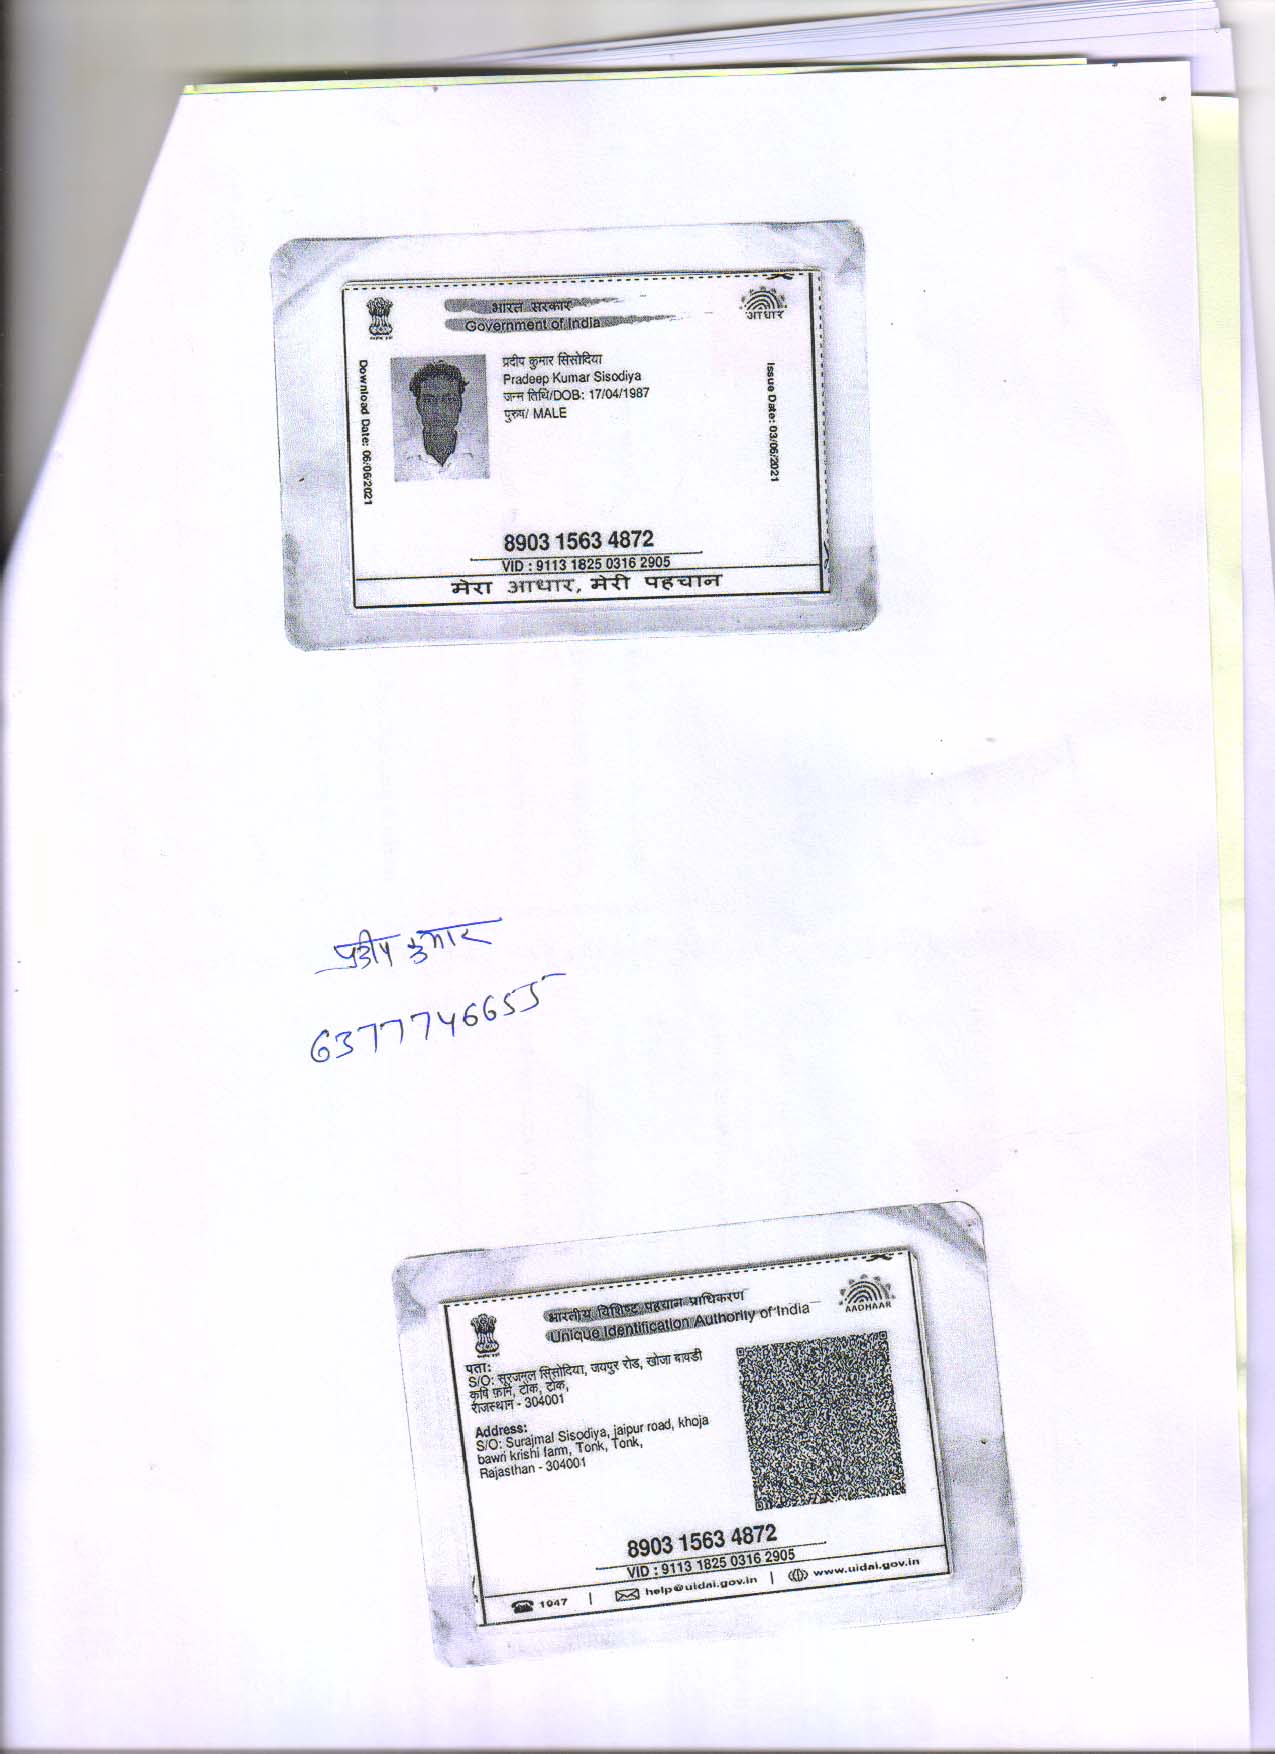 भारत सरकार
Government of India
आधार
प्रदीप कुमार सिसोदिया
Pradeep Kumar Sisodiya
जन्म तिथि/DOB: 17/04/1987
पुरुष/ MALE
Download Date: 06/06/2021
Issue Date: 03/06/2021
8903 1563 4872
VID : 9113 1825 0316 2905
मेरा आधार, मेरी पहचान
प्रदीप कुमार
6377746655
भारतीय विशिष्ट पहचान प्राधिकरण
Unique Identification Authority of India
AADHAAR
पता:
S/O: सूरजमल सिसोदिया, जयपुर रोड, खोजा बावडी
कृषि फ़ार्म, टोंक, टोंक,
राजस्थान - 304001
Address:
S/O: Surajmal Sisodiya, jaipur road, khoja
bawri krishi farm, Tonk, Tonk,
Rajasthan - 304001
8903 1563 4872
VID : 9113 1825 0316 2905
1947 | help@uidai.gov.in | www.uidai.gov.in